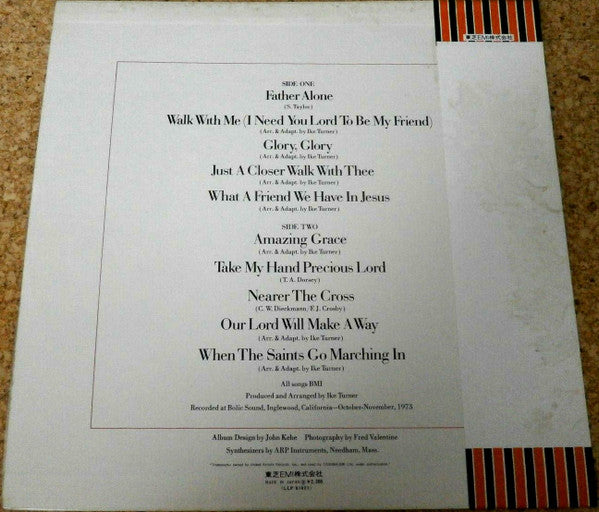 東芝EMI株式会社
SIDE ONE
Father Alone
(S. Taylor)
Walk With Me (I Need You Lord To Be My Friend)
(Arr. & Adapt. by Ike Turner)
Glory, Glory
(Arr. & Adapt. by Ike Turner)
Just A Closer Walk With Thee
(Arr. & Adapt. by Ike Turner)
What A Friend We Have In Jesus
(Arr. & Adapt. by Ike Turner)
SIDE TWO
Amazing Grace
(Arr. & Adapt. by Ike Turner)
Take My Hand Precious Lord
(T. A. Dorsey)
Nearer The Cross
(C. W. Dieckmann/F. J. Crosby)
Our Lord Will Make A Way
(Arr. & Adapt. by Ike Turner)
When The Saints Go Marching In
(Arr. & Adapt. by Ike Turner)
All songs BMI
Produced and Arranged by Ike Turner
Recorded at Bolic Sound, Inglewood, California—October-November, 1973
Album Design by John Kehe Photography by Fred Valentine
Synthesizers by ARP Instruments, Needham, Mass.
東芝EMI株式会社
Made in Japan